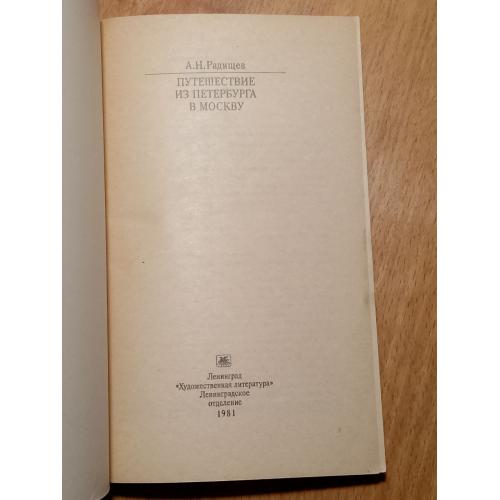 А.Н.Радищев
ПУТЕШЕСТВИЕ
ИЗ ПЕТЕРБУРГА
В МОСКВУ
Ленинград
«Художественная литература»
Ленинградское
отделение
1981